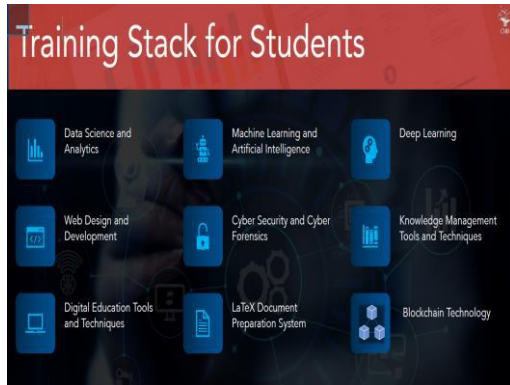 Training Stack for Students
Data Science and
Analytics
Machine Learning and
Artificial Intelligence
Deep Learning
Web Design and
Development
Cyber Security and Cyber
Forensics
Knowledge Management
Tools and Techniques
Digital Education Tools
and Techniques
LaTeX Document
Preparation System
Blockchain Technology